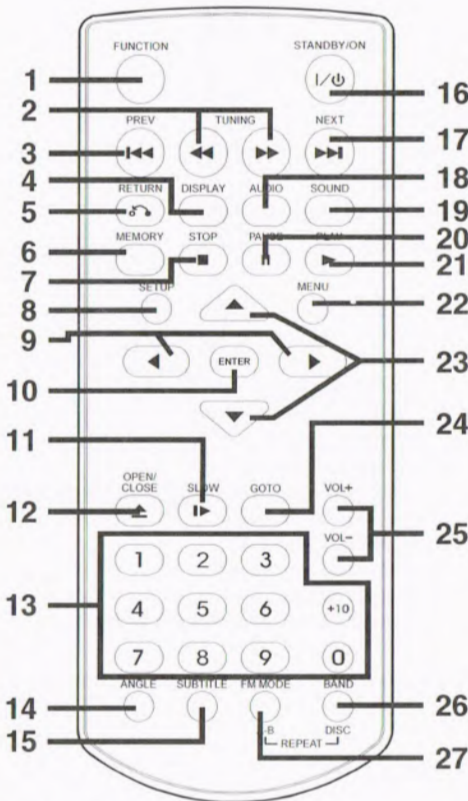 FUNCTION STANDBY/ON
1 I/⏻ 16
2 PREV TUNING NEXT 17
3
4 18
RETURN DISPLAY AUDIO SOUND
5 19
6 MEMORY STOP PAUSE PLAY 20
7 21
8 SETUP MENU 22
9 23
10 ENTER
24
11
OPEN/
CLOSE SLOW GOTO VOL+
12 25
VOL-
13 1 2 3
4 5 6 +10
7 8 9 0
14 ANGLE SUBTITLE FM MODE BAND 26
15 -B DISC 27
REPEAT